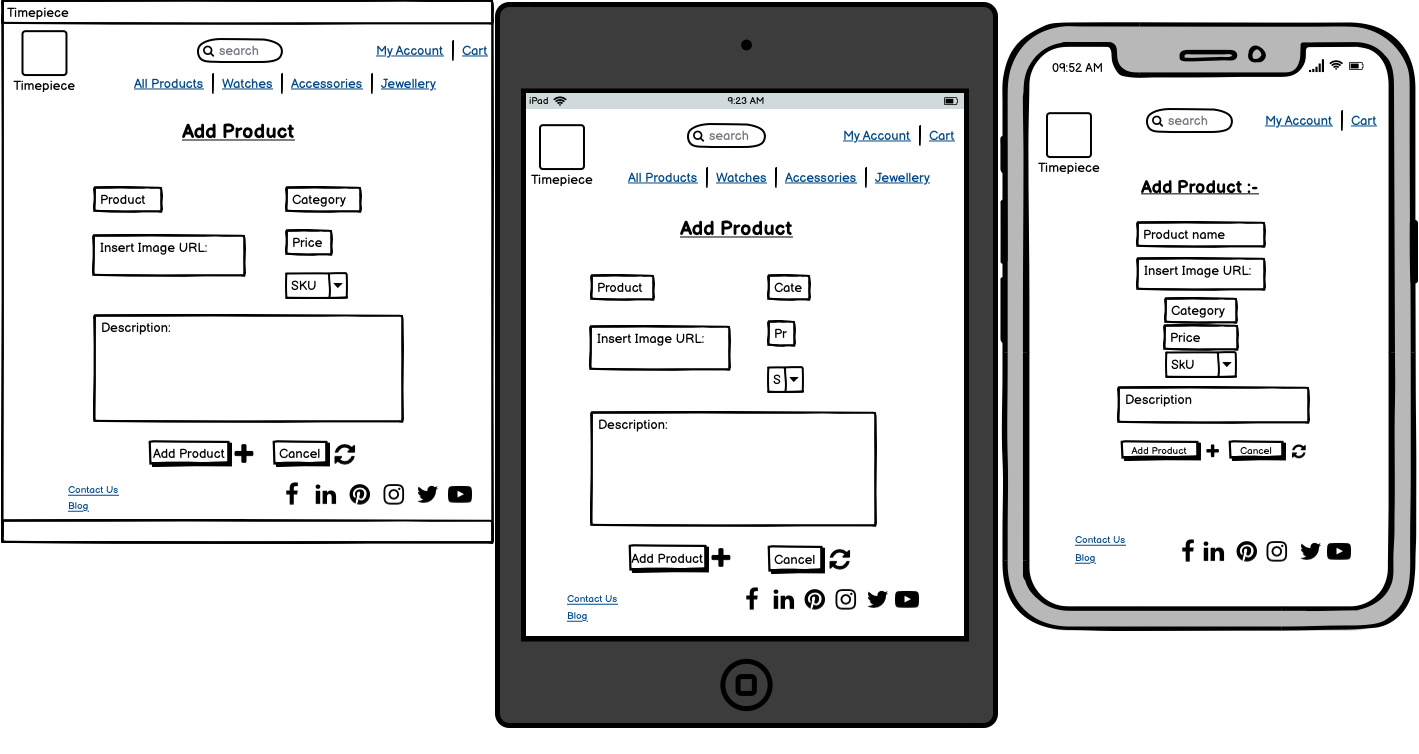 Timepiece
search
My Account
Cart
Timepiece
All Products
Watches
Accessories
Jewellery
Add Product
Product
Category
Insert Image URL:
Price
SKU
Description:
Add Product
Cancel
Contact Us
Blog
iPad
9:23 AM
search
My Account
Cart
Timepiece
All Products
Watches
Accessories
Jewellery
Add Product
Product
Cate
Insert Image URL:
Pr
S
Description:
Add Product
Cancel
Contact Us
Blog
09:52 AM
search
My Account
Cart
Timepiece
Add Product :-
Product name
Insert Image URL:
Category
Price
SkU
Description
Add Product
Cancel
Contact Us
Blog